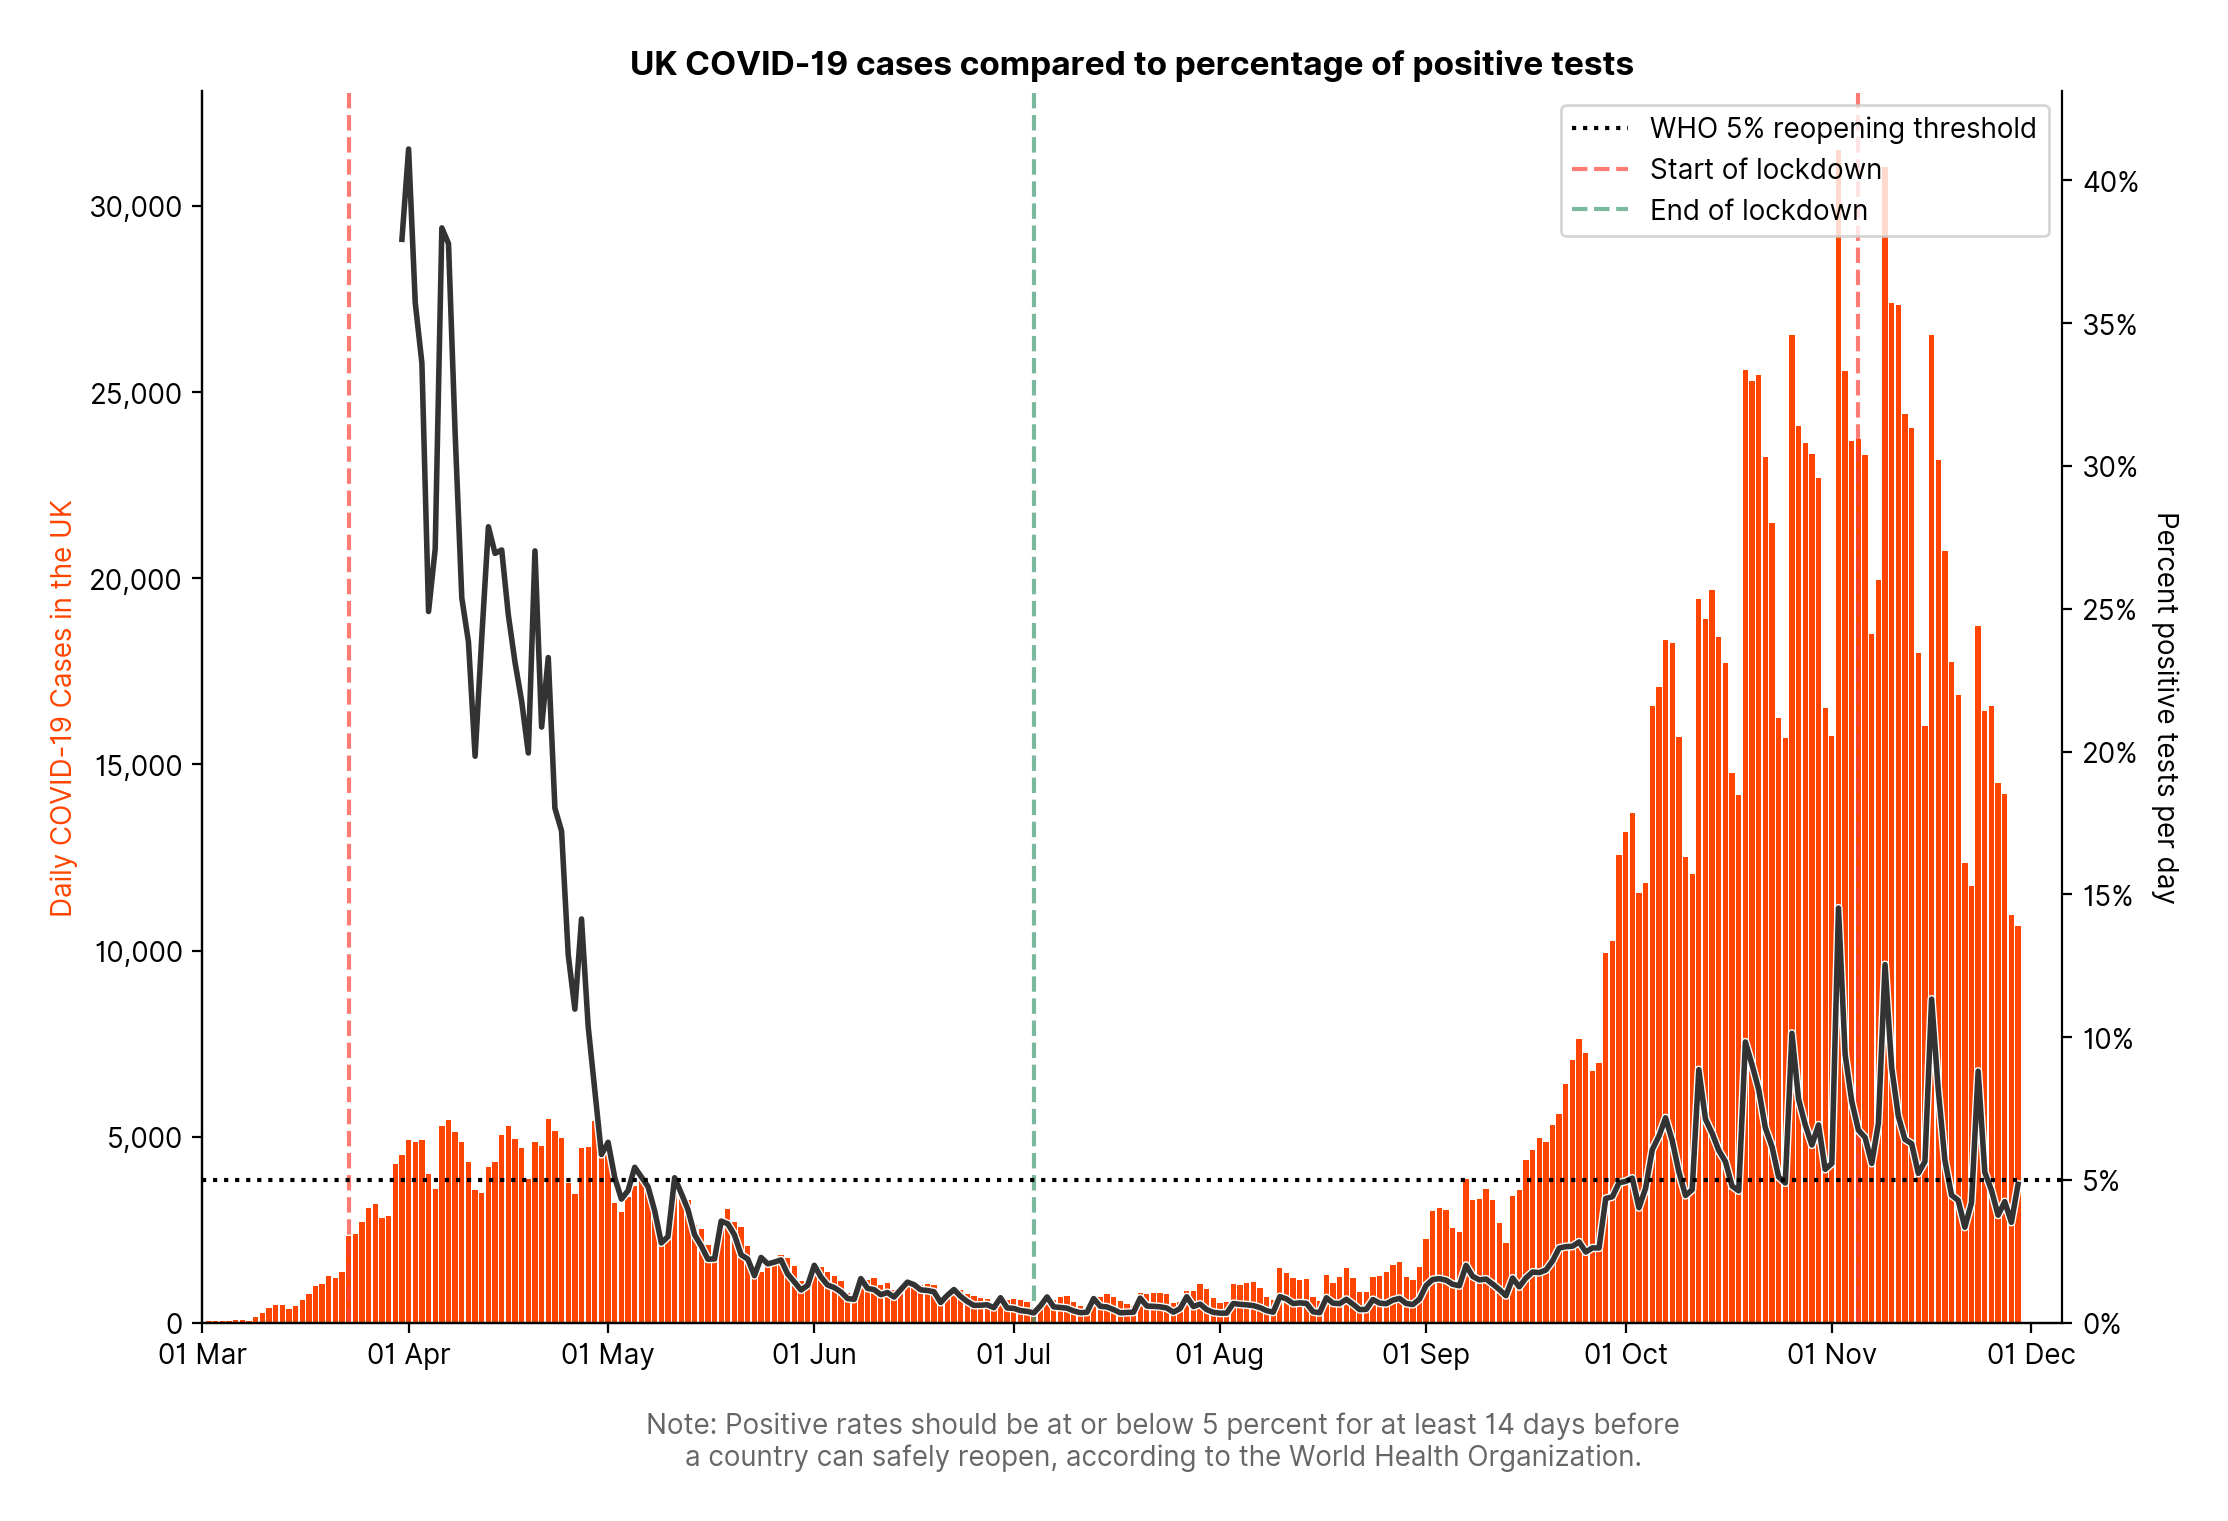 UK COVID-19 cases compared to percentage of positive tests
WHO 5% reopening threshold
Start of lockdown
End of lockdown
Daily COVID-19 Cases in the UK
30,000
25,000
20,000
15,000
10,000
5,000
0
40%
35%
30%
25%
20%
15%
10%
5%
0%
Percent positive tests per day
01 Mar
01 Apr
01 May
01 Jun
01 Jul
01 Aug
01 Sep
01 Oct
01 Nov
01 Dec
Note: Positive rates should be at or below 5 percent for at least 14 days before
a country can safely reopen, according to the World Health Organization.